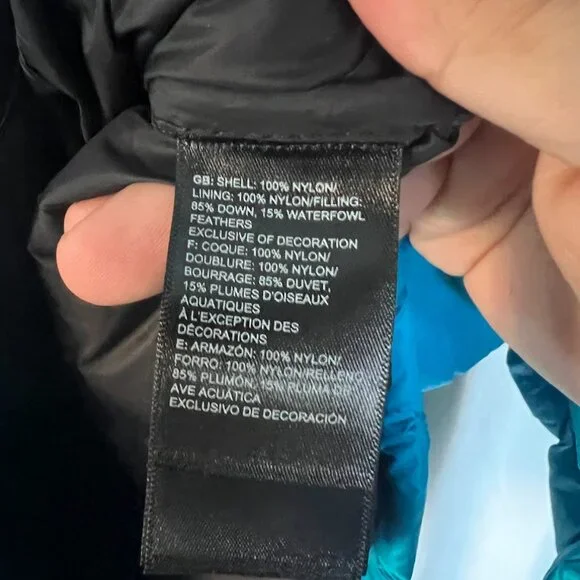 GB: SHELL: 100% NYLON/
LINING: 100% NYLON/FILLING:
85% DOWN, 15% WATERFOWL
FEATHERS
EXCLUSIVE OF DECORATION
F: COQUE: 100% NYLON/
DOUBLURE: 100% NYLON/
BOURRAGE: 85% DUVET,
15% PLUMES D'OISEAUX
AQUATIQUES
À L'EXCEPTION DES
DÉCORATIONS
E: ARMAZÓN: 100% NYLON/
FORRO: 100% NYLON/RELLENO
85% PLUMÓN, 15% PLUMA DE
AVE ACUÁTICA
EXCLUSIVO DE DECORACIÓN